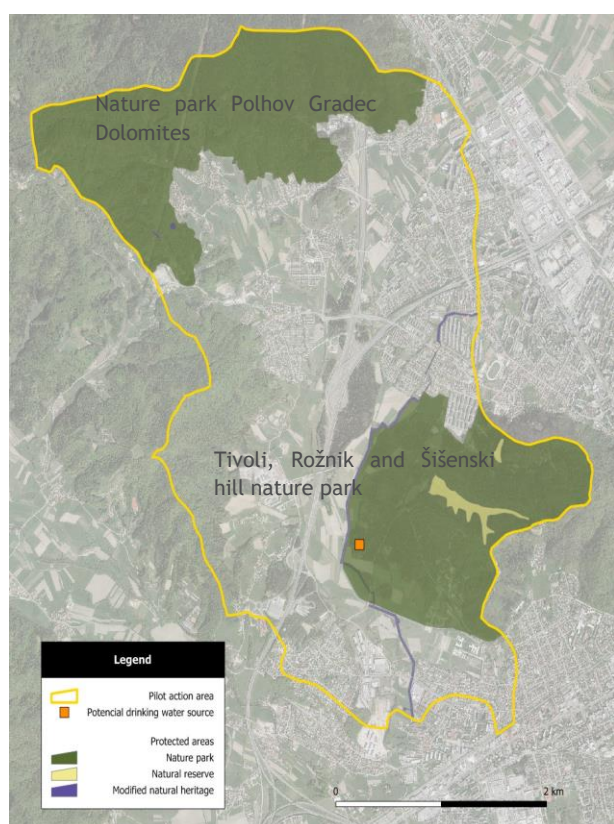 Nature park Polhov Gradec
Dolomites
Tivoli, Rožnik and Šišenski
hill nature park
Legend
Pilot action area
Potencial drinking water source
Protected areas
Nature park
Natural reserve
Modified natural heritage
0
2 km